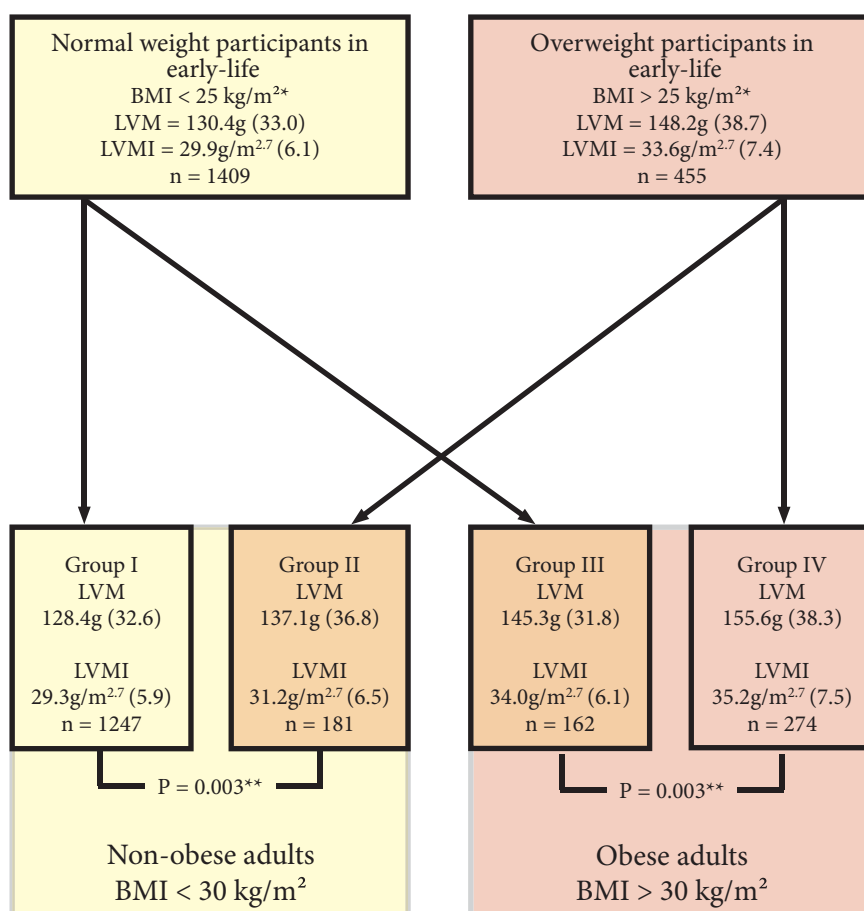 Normal weight participants in
early-life
BMI < 25 kg/m²*
LVM = 130.4g (33.0)
LVMI = 29.9g/m²·⁷ (6.1)
n = 1409
Overweight participants in
early-life
BMI > 25 kg/m²*
LVM = 148.2g (38.7)
LVMI = 33.6g/m²·⁷ (7.4)
n = 455
Group I
LVM
128.4g (32.6)
LVMI
29.3g/m²·⁷ (5.9)
n = 1247
Group II
LVM
137.1g (36.8)
LVMI
31.2g/m²·⁷ (6.5)
n = 181
Group III
LVM
145.3g (31.8)
LVMI
34.0g/m²·⁷ (6.1)
n = 162
Group IV
LVM
155.6g (38.3)
LVMI
35.2g/m²·⁷ (7.5)
n = 274
P = 0.003**
P = 0.003**
Non-obese adults
BMI < 30 kg/m²
Obese adults
BMI > 30 kg/m²